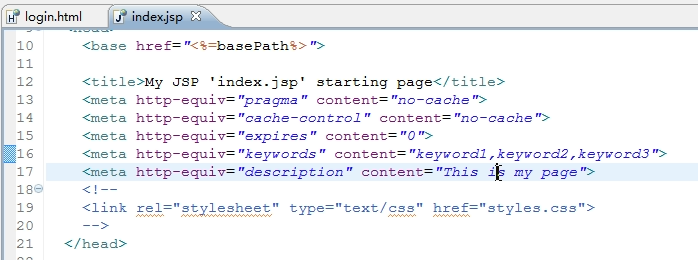 login.html index.jsp
10 <base href="<%=basePath%>">
11
12 <title>My JSP 'index.jsp' starting page</title>
13 <meta http-equiv="pragma" content="no-cache">
14 <meta http-equiv="cache-control" content="no-cache">
15 <meta http-equiv="expires" content="0">
16 <meta http-equiv="keywords" content="keyword1,keyword2,keyword3">
17 <meta http-equiv="description" content="This is my page">
18 <!--
19 <link rel="stylesheet" type="text/css" href="styles.css">
20 -->
21 </head>